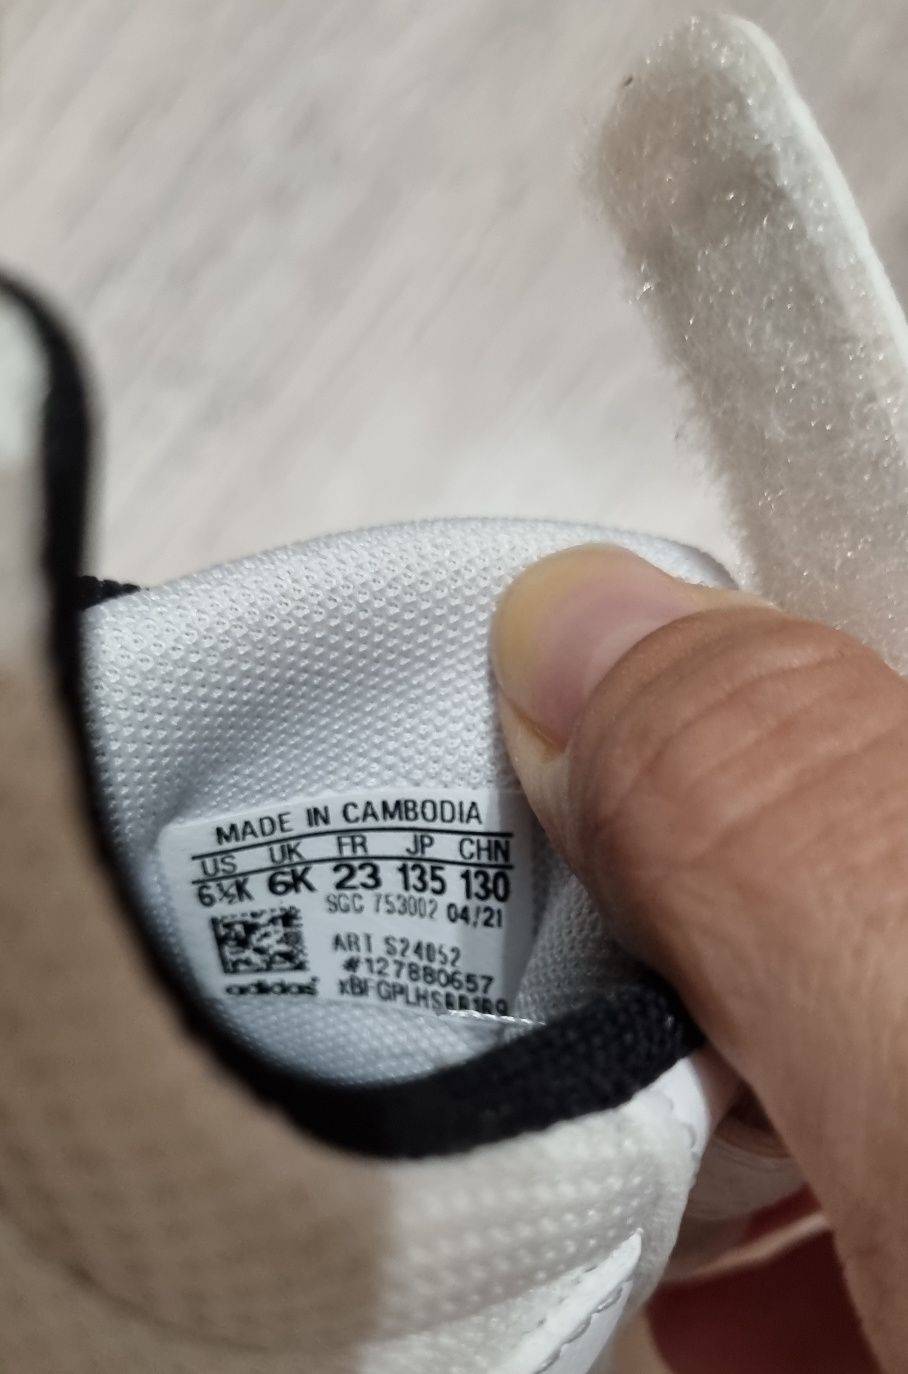 MADE IN CAMBODIA
US UK FR JP CHN
6½K 6K 23 135 130
SGC 753002 04/21
ART S24052
#127880657
adidas